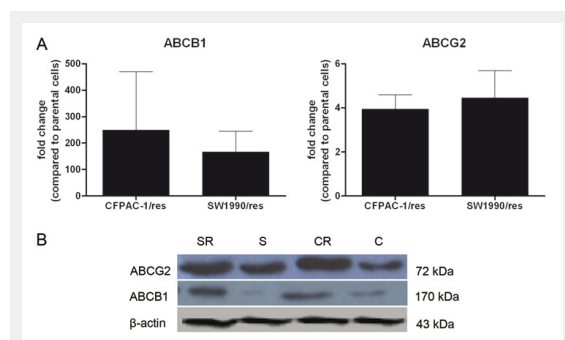 A
ABCB1
fold change
(compared to parental cells)
500
400
300
200
100
0
CFPAC-1/res
SW1990/res
ABCG2
fold change
(compared to parental cells)
6
4
2
0
CFPAC-1/res
SW1990/res
B
SR S CR C
ABCG2 72 kDa
ABCB1 170 kDa
β-actin 43 kDa